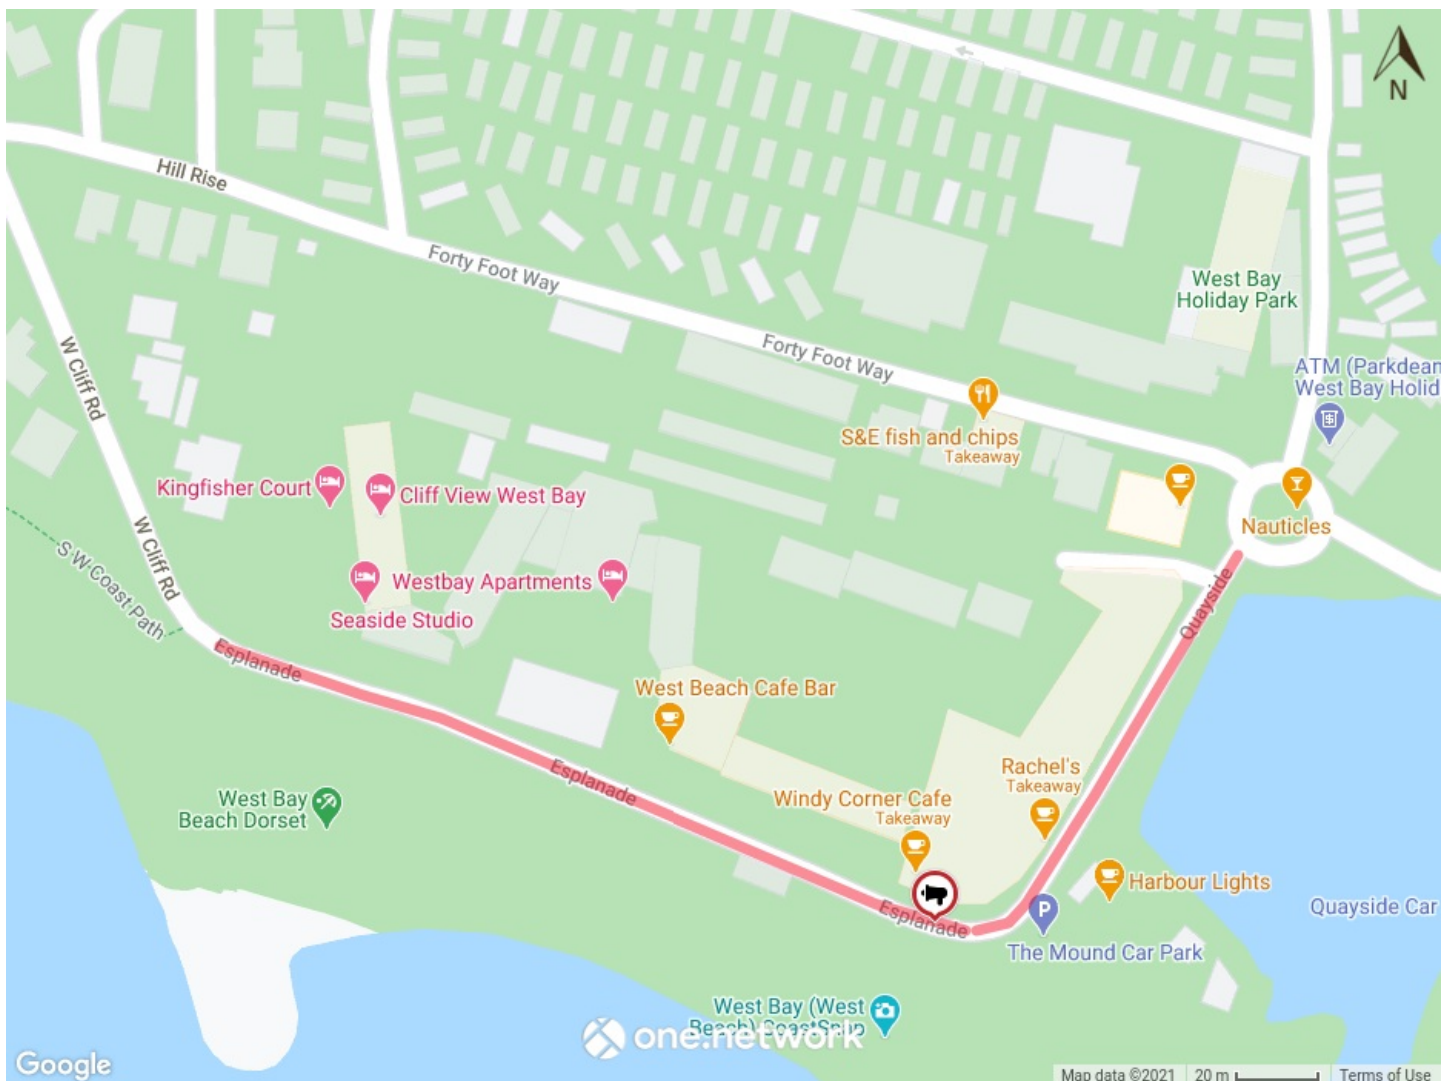 N
Hill Rise
Forty Foot Way
West Bay
Holiday Park
Forty Foot Way
W Cliff Rd
ATM (Parkdean
West Bay Holid
S&E fish and chips
Takeaway
Kingfisher Court
Cliff View West Bay
Nauticles
W Cliff Rd
S W Coast Path
Westbay Apartments
Seaside Studio
Quayside
Esplanade
West Beach Cafe Bar
Esplanade
Rachel's
Takeaway
West Bay
Beach Dorset
Windy Corner Cafe
Takeaway
Harbour Lights
P
Esplanade
Quayside Car
The Mound Car Park
West Bay (West
Beach) CoastSnap
one.network
Google
Map data ©2021 20 m Terms of Use